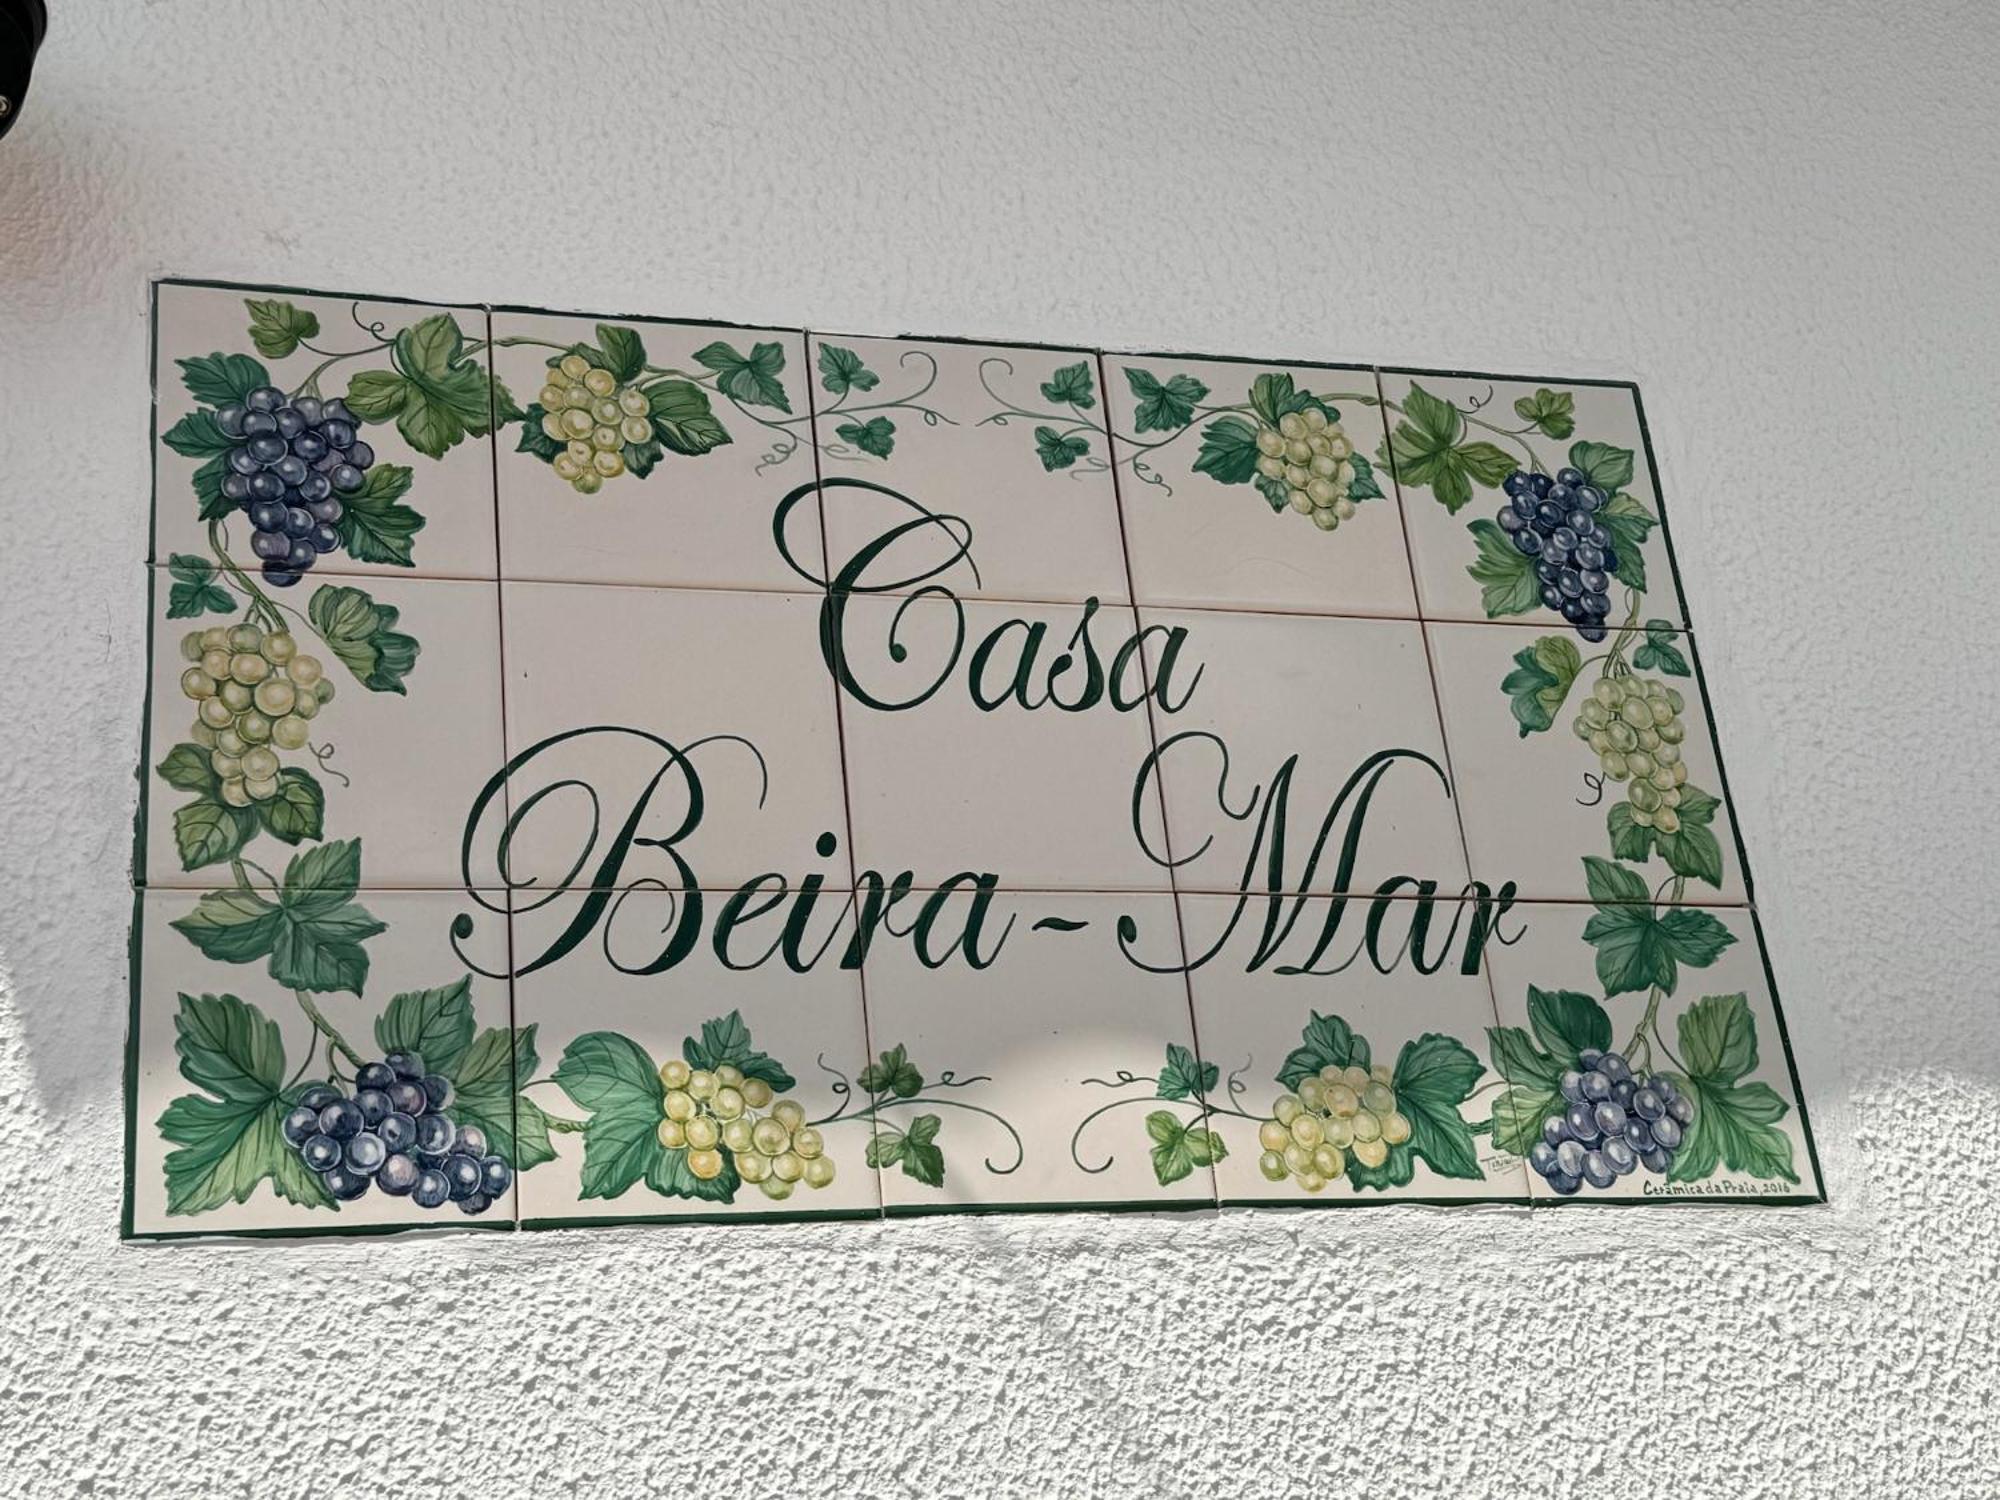 Casa
Beira-Mar
Cerâmica da Praia, 2016